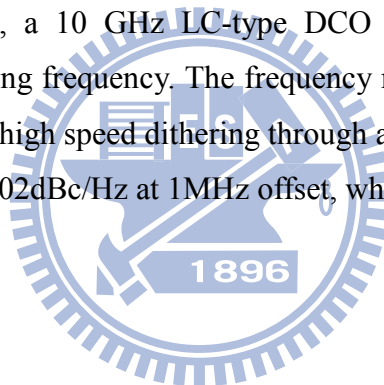 , a 10 GHz LC-type DCO
ng frequency. The frequency
high speed dithering through a
02dBc/Hz at 1MHz offset, wh
1896